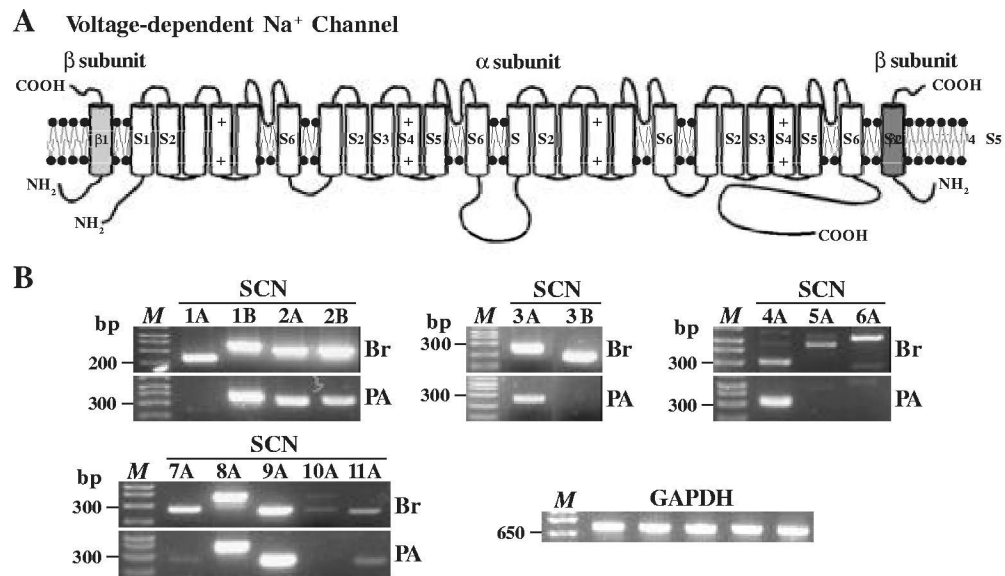 A Voltage-dependent Na⁺ Channel
β subunit α subunit β subunit
COOH COOH
β1 S1 S2 + S6 S2 S3 + S4 S5 S6 S S2 + S6 S2 S3 + S4 S5 S6 4 S5
+ + + +
NH₂ NH₂
NH₂ COOH
B
SCN
M 1A 1B 2A 2B
bp
200
Br
300
PA
SCN
M 3A 3B
bp
300
Br
300
PA
SCN
M 4A 5A 6A
bp
300
Br
300
PA
SCN
M 7A 8A 9A 10A 11A
bp
300
Br
300
PA
M GAPDH
650